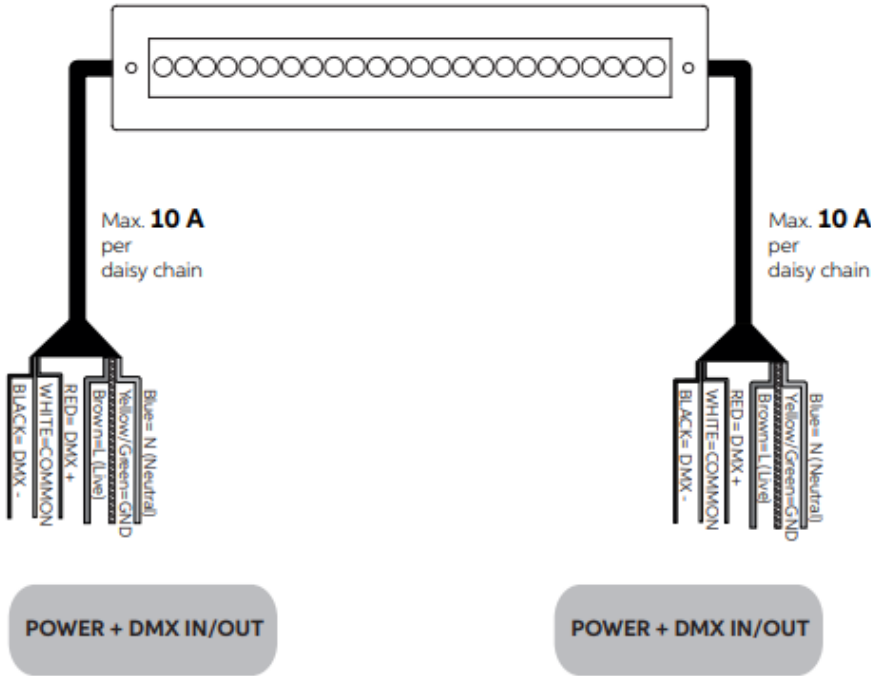 Max. 10 A
per
daisy chain
Max. 10 A
per
daisy chain
BLACK= DMX -
WHITE=COMMON
RED= DMX +
Brown=L (Live)
Yellow/Green=GND
Blue= N (Neutral)
BLACK= DMX -
WHITE=COMMON
RED= DMX +
Brown=L (Live)
Yellow/Green=GND
Blue= N (Neutral)
POWER + DMX IN/OUT
POWER + DMX IN/OUT